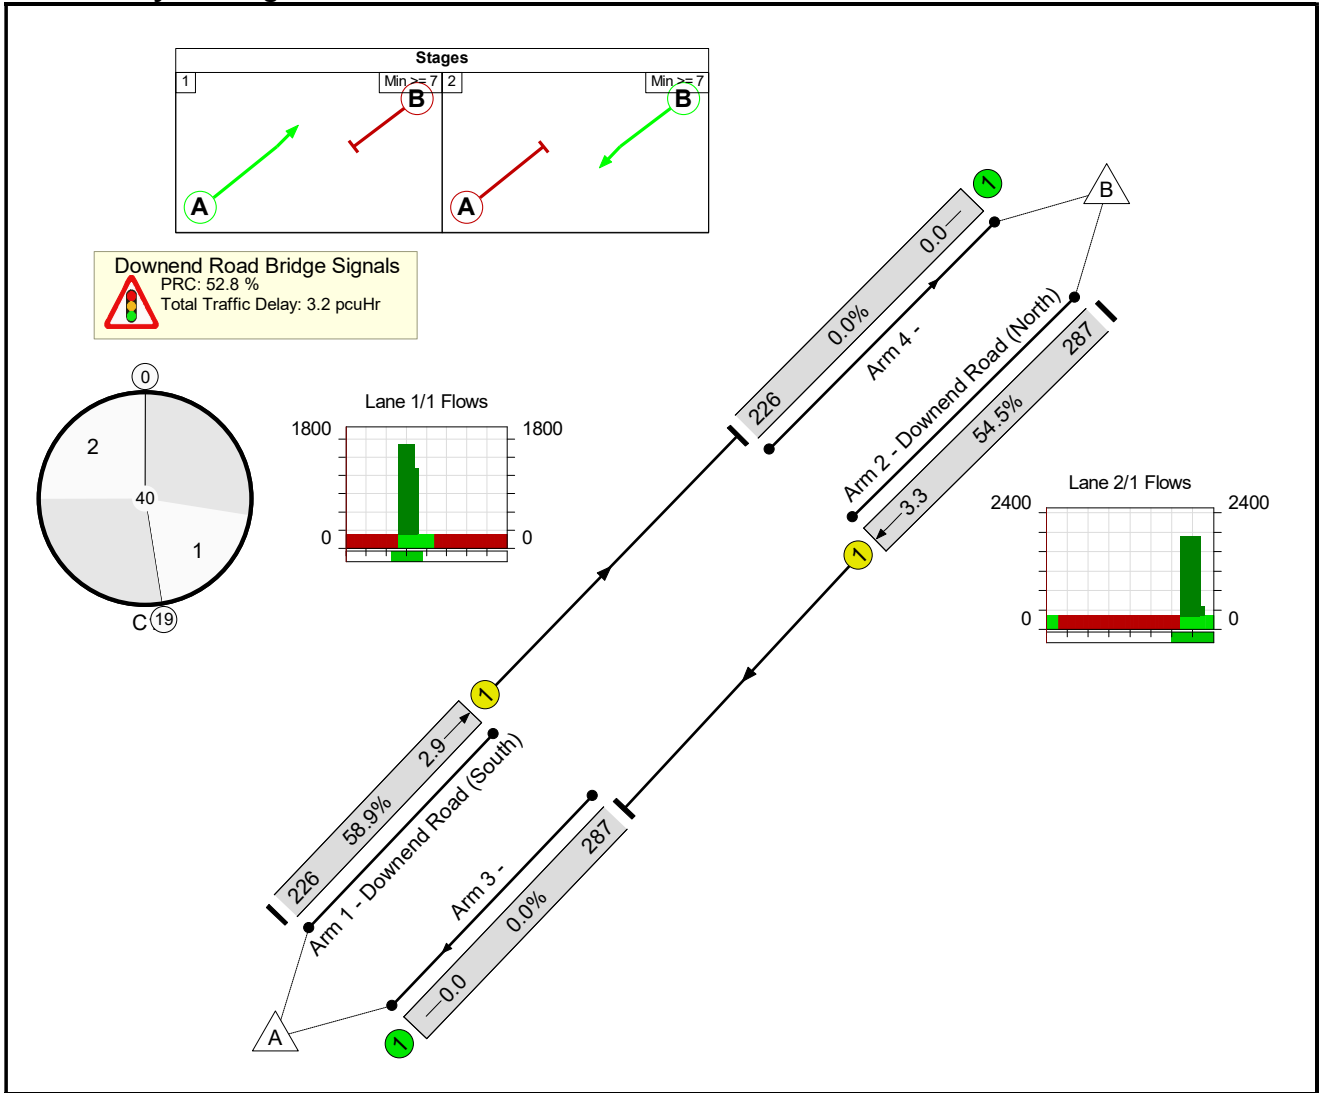 Stages
1
Min >= 7
2
Min >= 7
B
B
A
A
Downend Road Bridge Signals
PRC: 52.8 %
Total Traffic Delay: 3.2 pcuHr
0
2
40
1
C
19
Lane 1/1 Flows
1800
1800
0
0
1
B
0.0
0.0%
226
Arm 4 -
Arm 2 - Downend Road (North)
287
54.5%
3.3
1
Lane 2/1 Flows
2400
2400
0
0
1
2.9
58.9%
226
Arm 1 - Downend Road (South)
Arm 3 -
287
0.0%
0.0
A
1